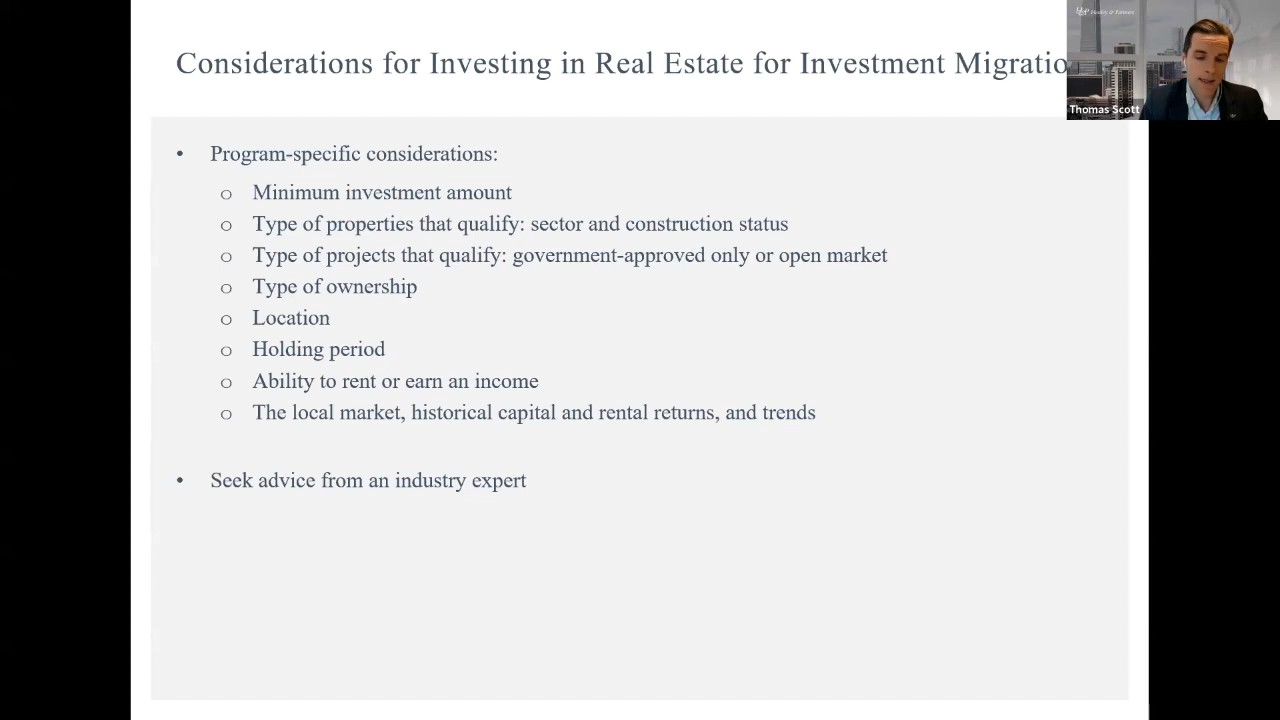 Considerations for Investing in Real Estate for Investment Migratio
Henley & Partners
Thomas Scott
• Program-specific considerations:
o Minimum investment amount
o Type of properties that qualify: sector and construction status
o Type of projects that qualify: government-approved only or open market
o Type of ownership
o Location
o Holding period
o Ability to rent or earn an income
o The local market, historical capital and rental returns, and trends
• Seek advice from an industry expert